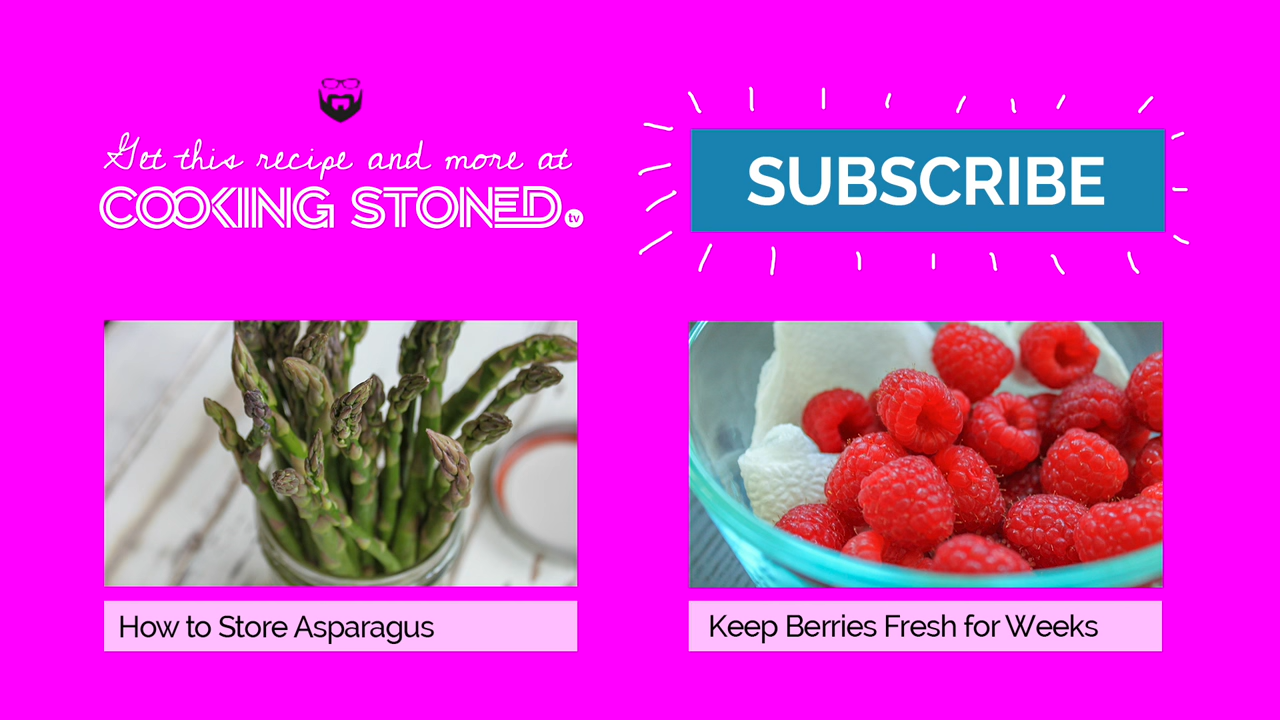 Get this recipe and more at
COOKING STONED.tv
SUBSCRIBE
How to Store Asparagus
Keep Berries Fresh for Weeks